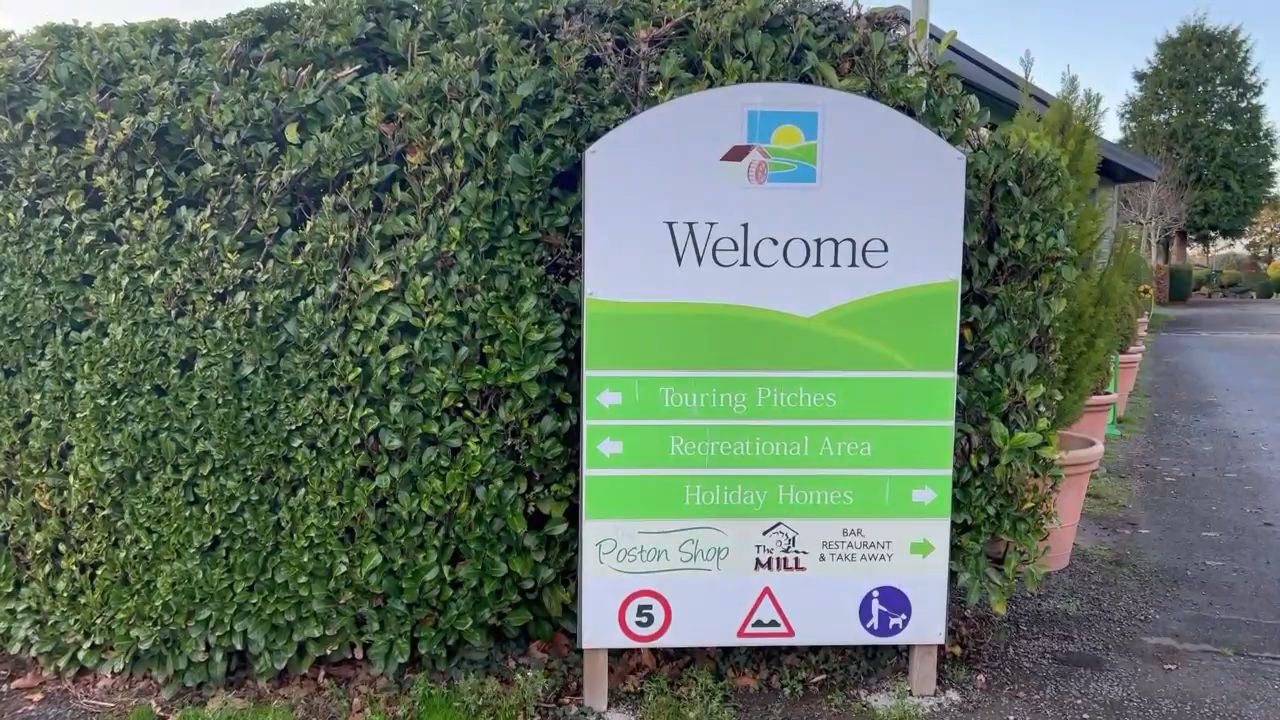 Welcome
Touring Pitches
Recreational Area
Holiday Homes
Poston Shop
The
MILL
BAR,
RESTAURANT
& TAKE AWAY
5